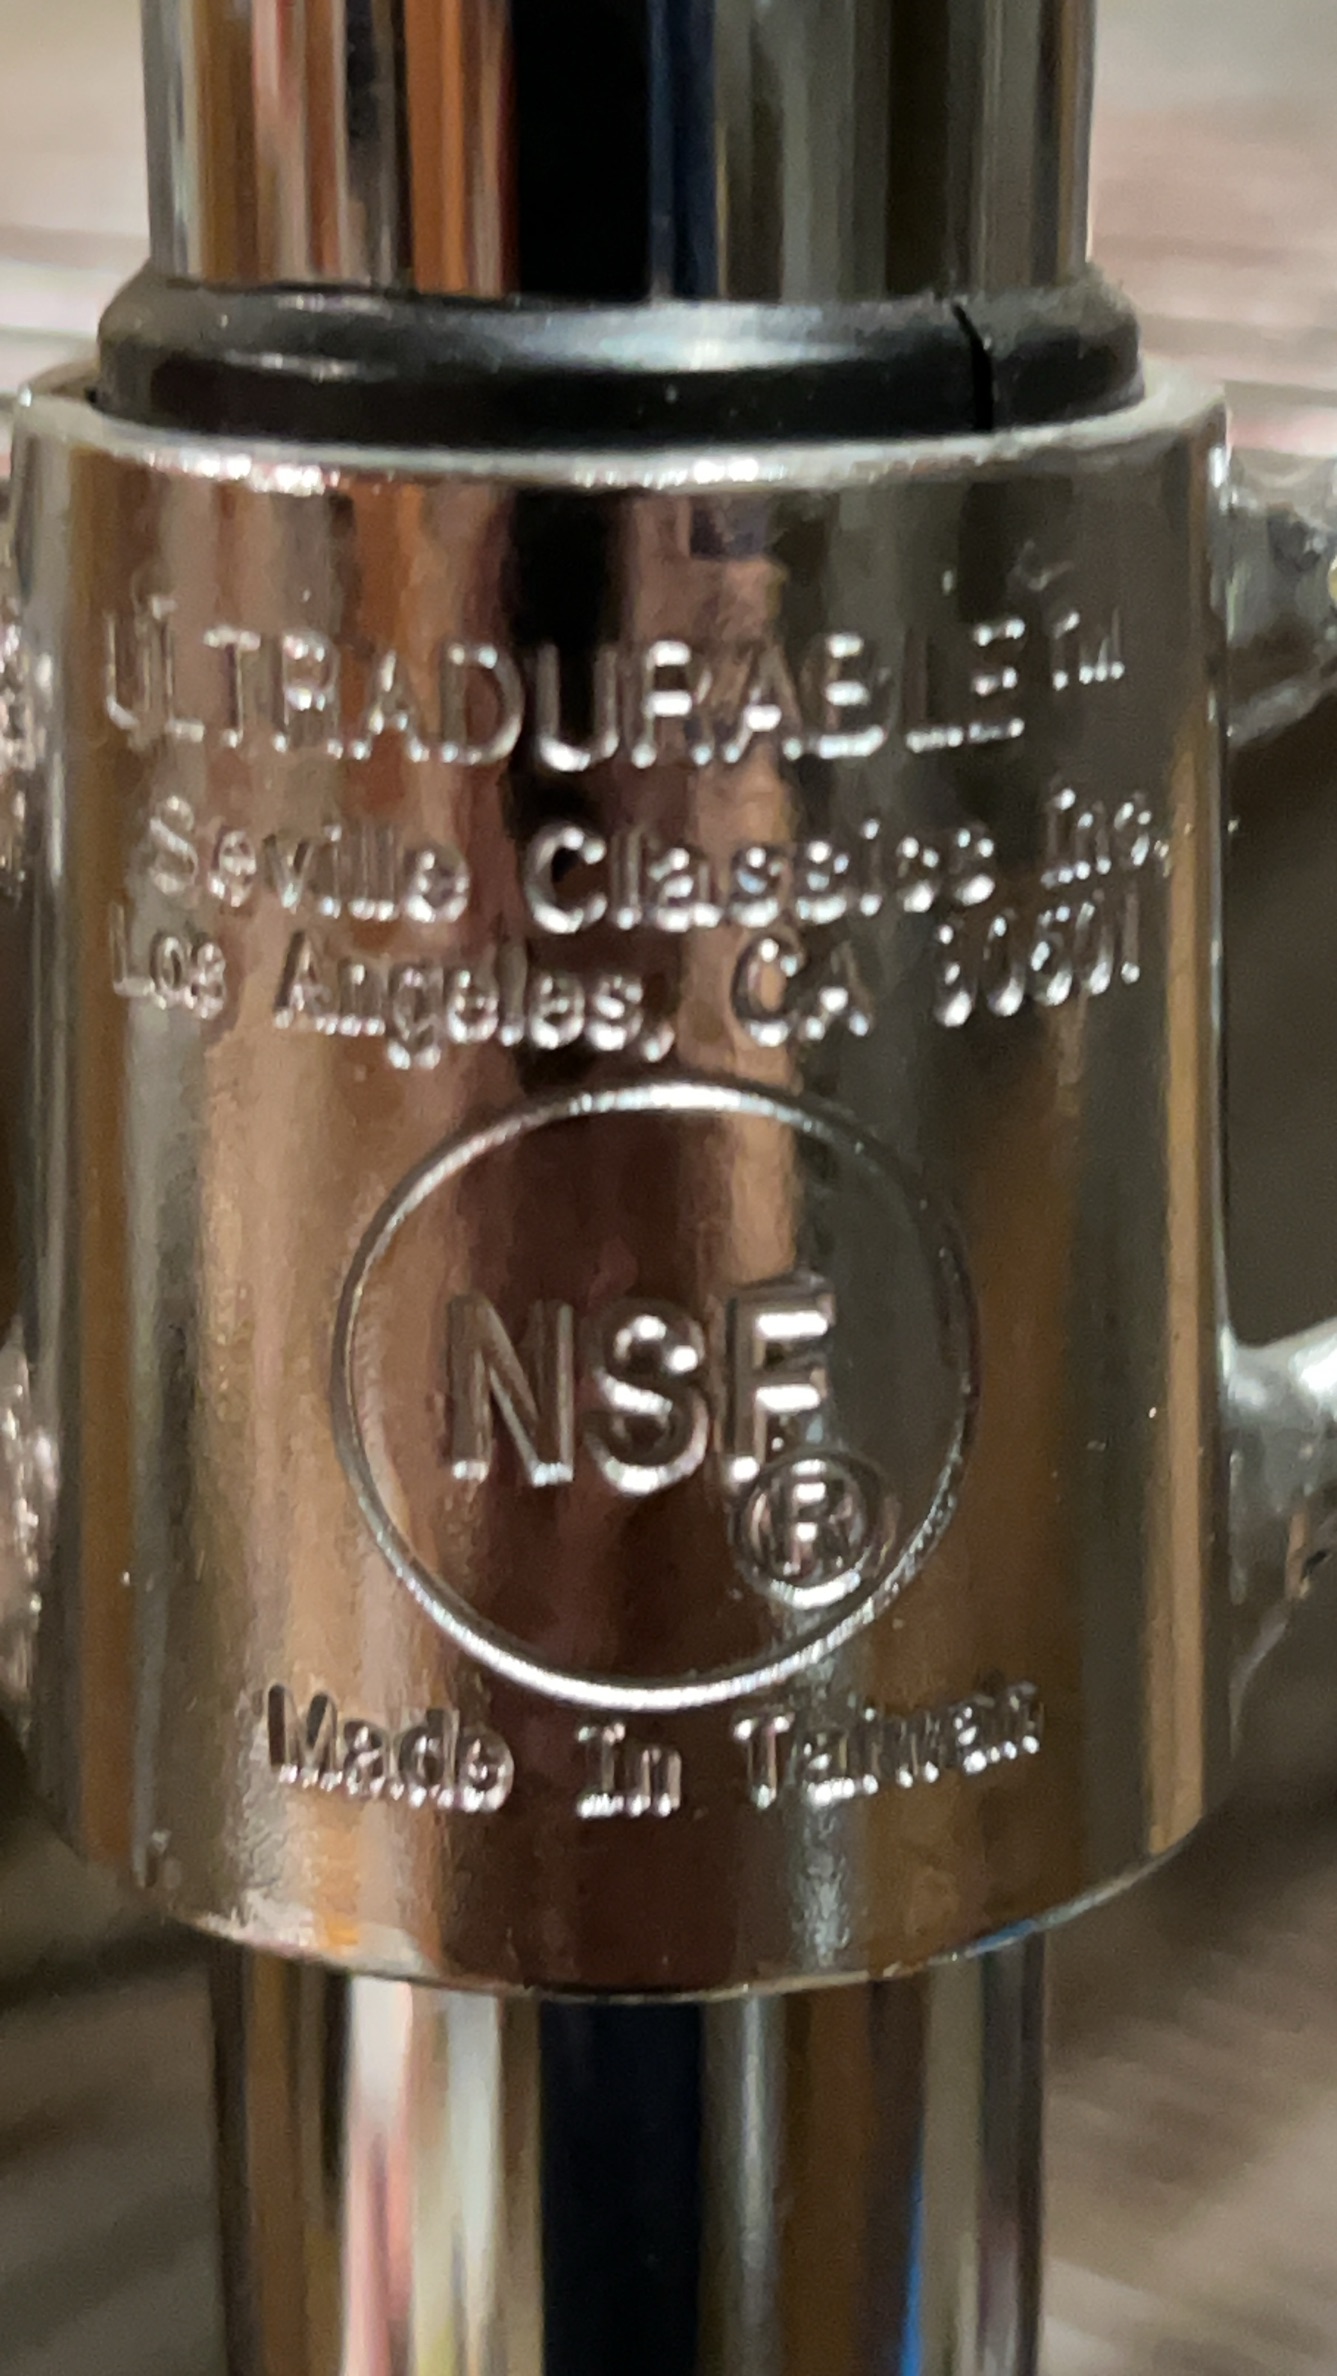 ULTRADURABLE™
Seville Classics Inc.
Los Angeles, CA 90501
NSF®
Made In Taiwan